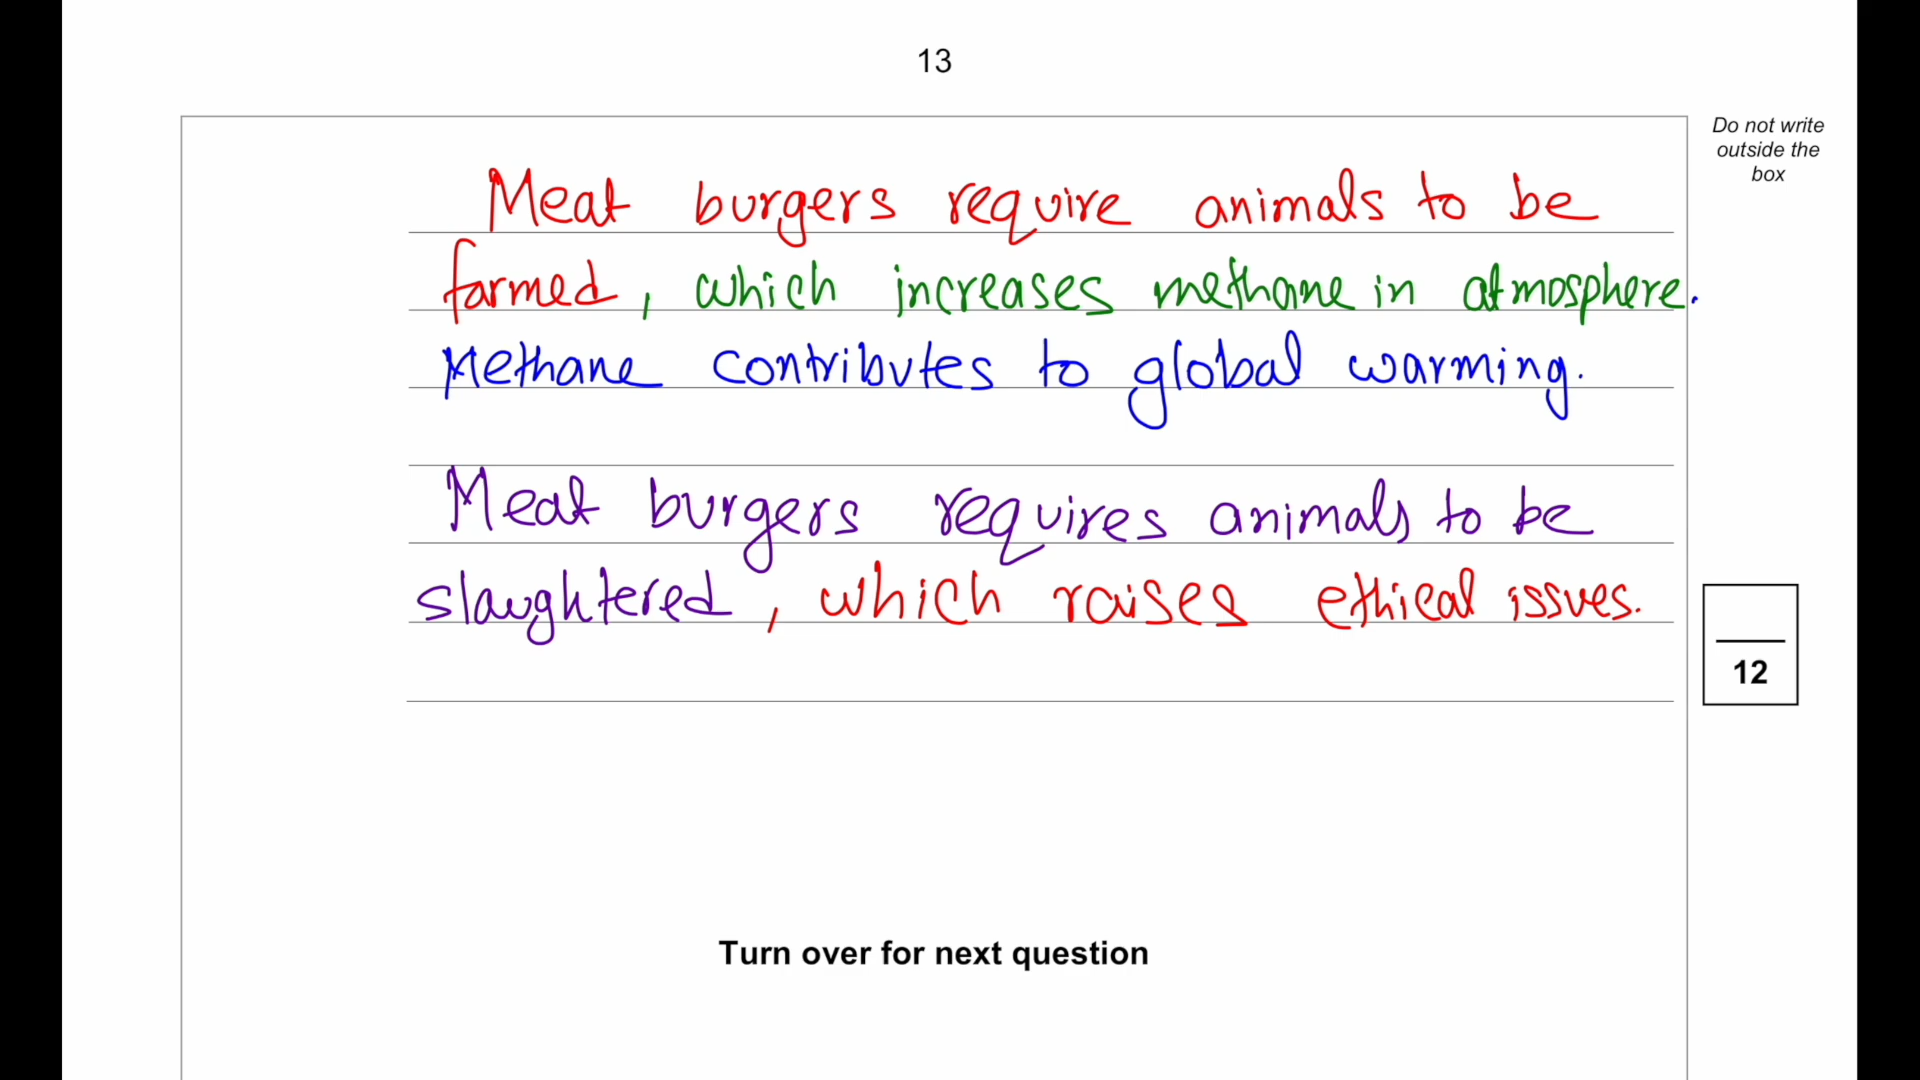 13
Do not write
outside the
box
Meat burgers require animals to be
farmed, which increases methane in atmosphere.
Methane contributes to global warming.
Meat burgers requires animals to be
slaughtered, which raises ethical issues.
12
Turn over for next question